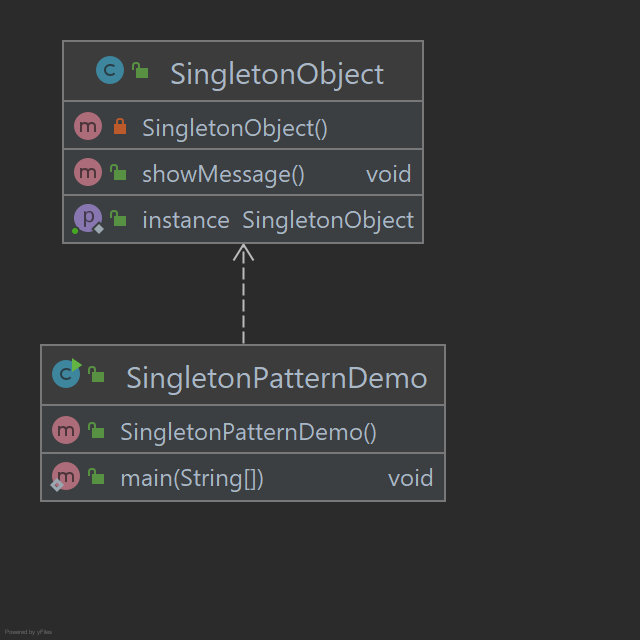 SingletonObject
SingletonObject()
showMessage() void
instance SingletonObject
SingletonPatternDemo
SingletonPatternDemo()
main(String[]) void
Powered by yFiles